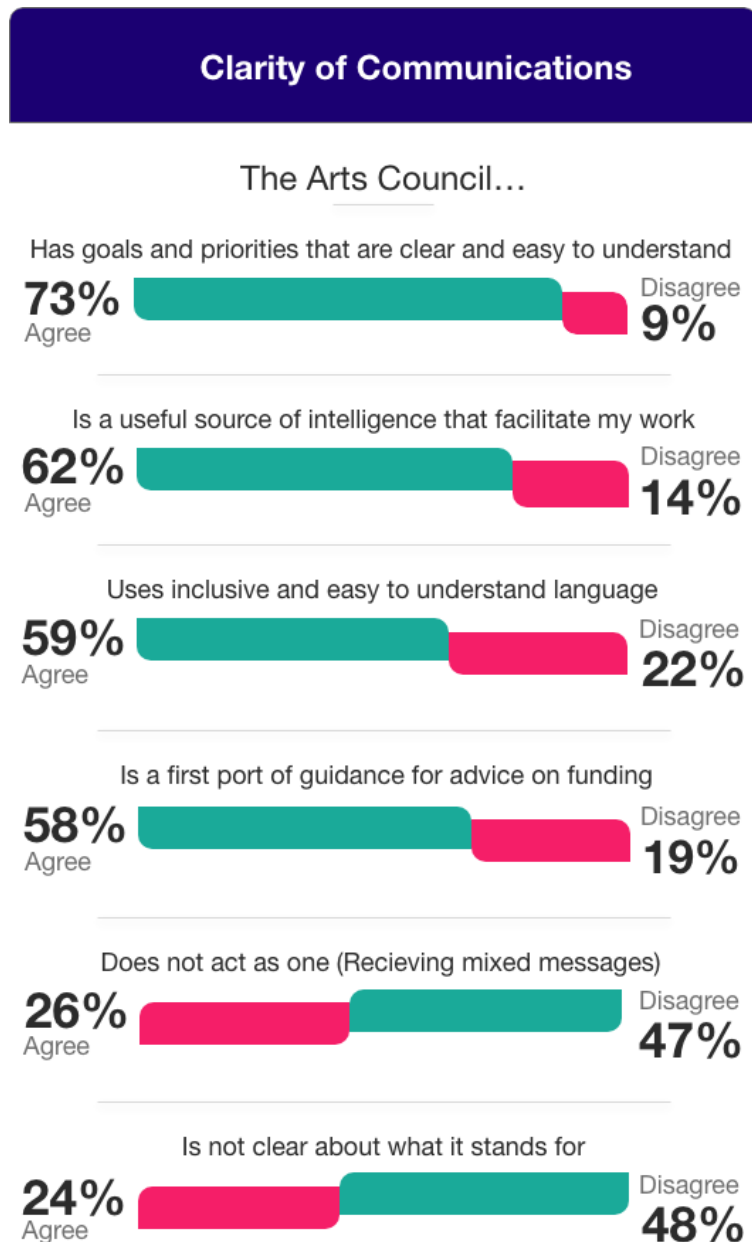 Clarity of Communications
The Arts Council...
Has goals and priorities that are clear and easy to understand
73%
Agree
Disagree
9%
Is a useful source of intelligence that facilitate my work
62%
Agree
Disagree
14%
Uses inclusive and easy to understand language
59%
Agree
Disagree
22%
Is a first port of guidance for advice on funding
58%
Agree
Disagree
19%
Does not act as one (Recieving mixed messages)
26%
Agree
Disagree
47%
Is not clear about what it stands for
24%
Agree
Disagree
48%